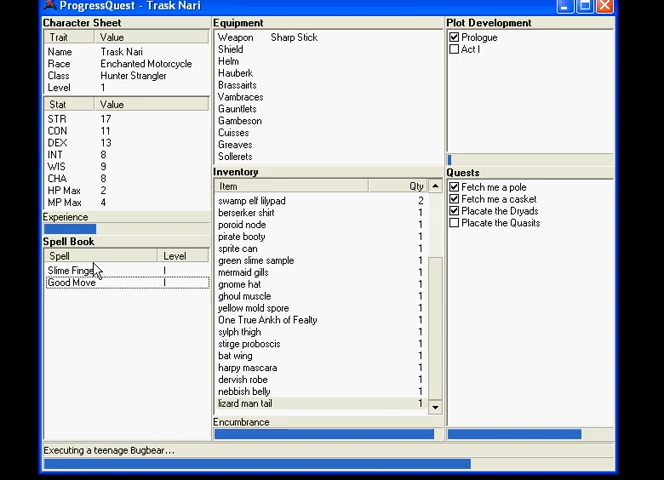 ProgressQuest - Trask Nari
Character Sheet
Trait Value
Name Trask Nari
Race Enchanted Motorcycle
Class Hunter Strangler
Level 1
Stat Value
STR 17
CON 11
DEX 13
INT 8
WIS 9
CHA 8
HP Max 2
MP Max 4
Experience
Spell Book
Spell Level
Slime Finge I
Good Move I
Equipment
Weapon Sharp Stick
Shield
Helm
Hauberk
Brassairts
Vambraces
Gauntlets
Gambeson
Cuisses
Greaves
Sollerets
Inventory
Item Qty
swamp elf lilypad 2
berserker shirt 1
poroid node 1
pirate booty 1
sprite can 1
green slime sample 1
mermaid gills 1
gnome hat 1
ghoul muscle 1
yellow mold spore 1
One True Ankh of Fealty 1
sylph thigh 1
stirge proboscis 1
bat wing 1
harpy mascara 1
dervish robe 1
nebbish belly 1
lizard man tail 1
Encumbrance
Plot Development
Prologue
Act I
Quests
Fetch me a pole
Fetch me a casket
Placate the Dryads
Placate the Quasits
Executing a teenage Bugbear...